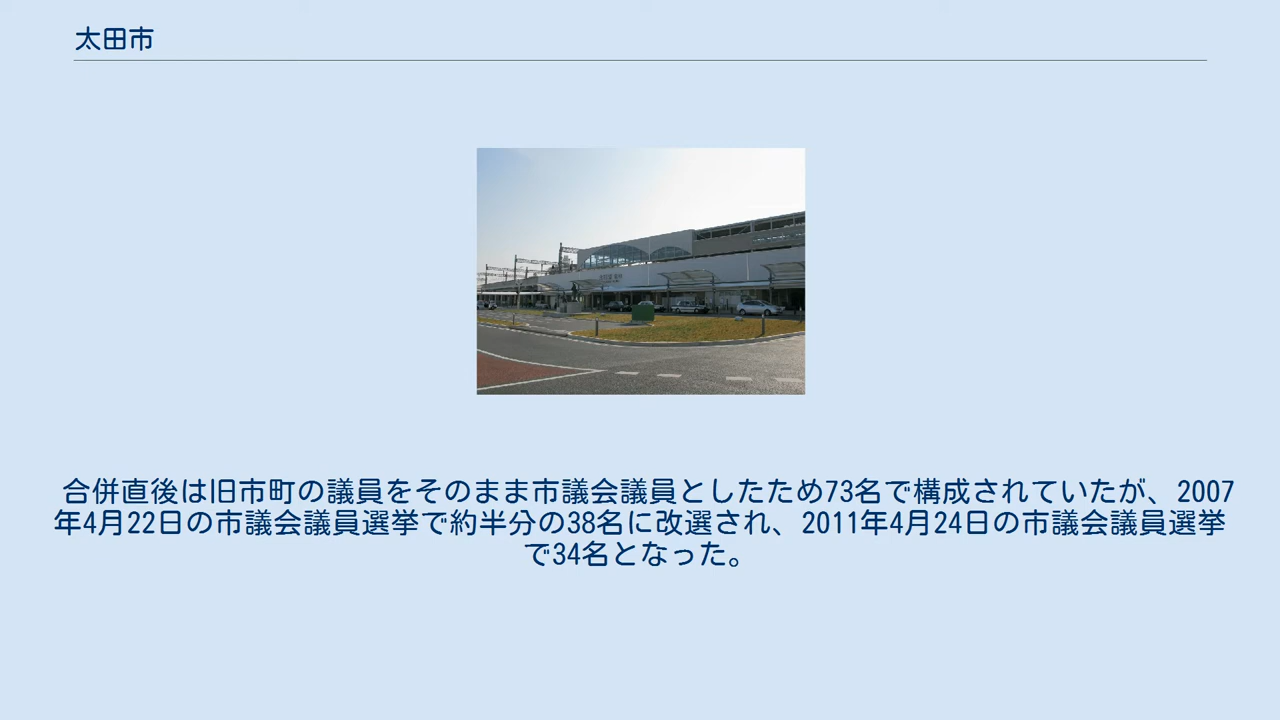 太田市
合併直後は旧市町の議員をそのまま市議会議員としたため73名で構成されていたが、2007
年4月22日の市議会議員選挙で約半分の38名に改選され、2011年4月24日の市議会議員選挙
で34名となった。